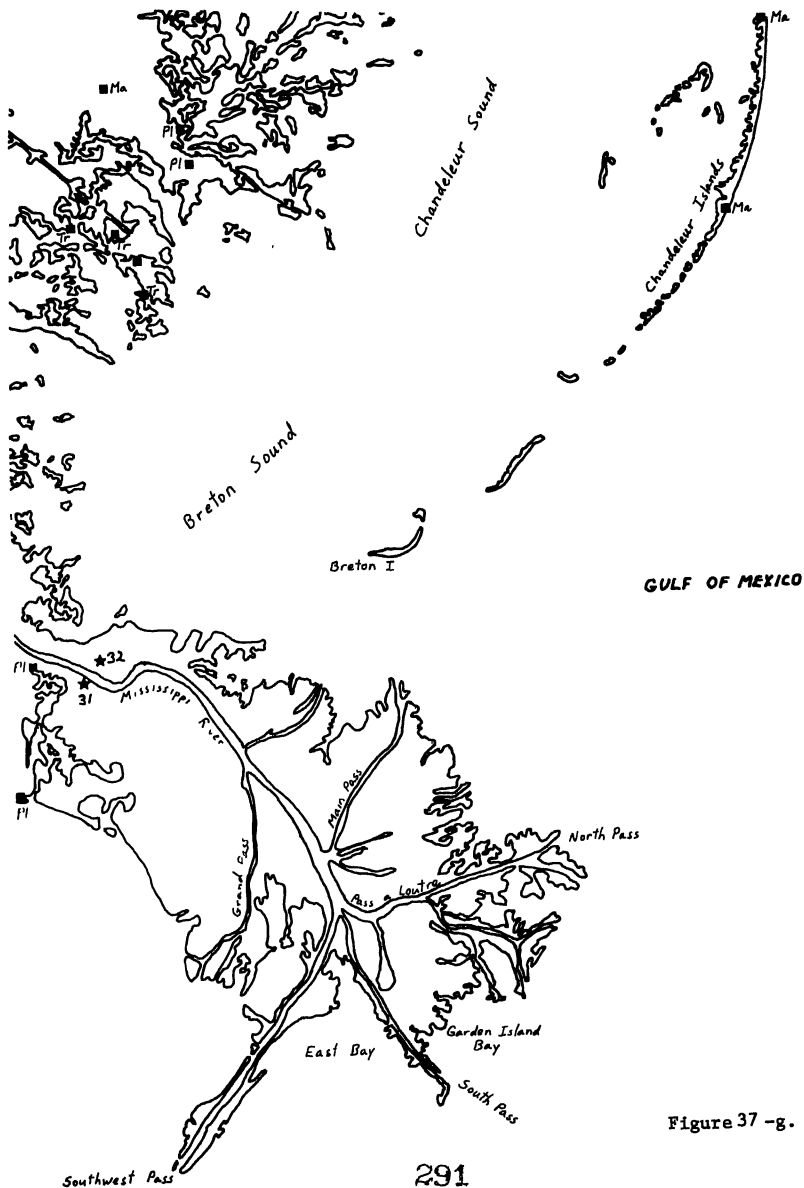 Ma
Ma
Chandeleur Sound
Pl
Pl
Chandeleur Islands
Ma
Tr
Tr
Tr
Breton Sound
Breton I
GULF OF MEXICO
★32
Pl
31
Mississippi
River
B
Pl
Main Pass
Grand Pass
North Pass
Pass a Loutre
Garden Island
Bay
East Bay
South Pass
Figure 37 -g.
Southwest Pass
291